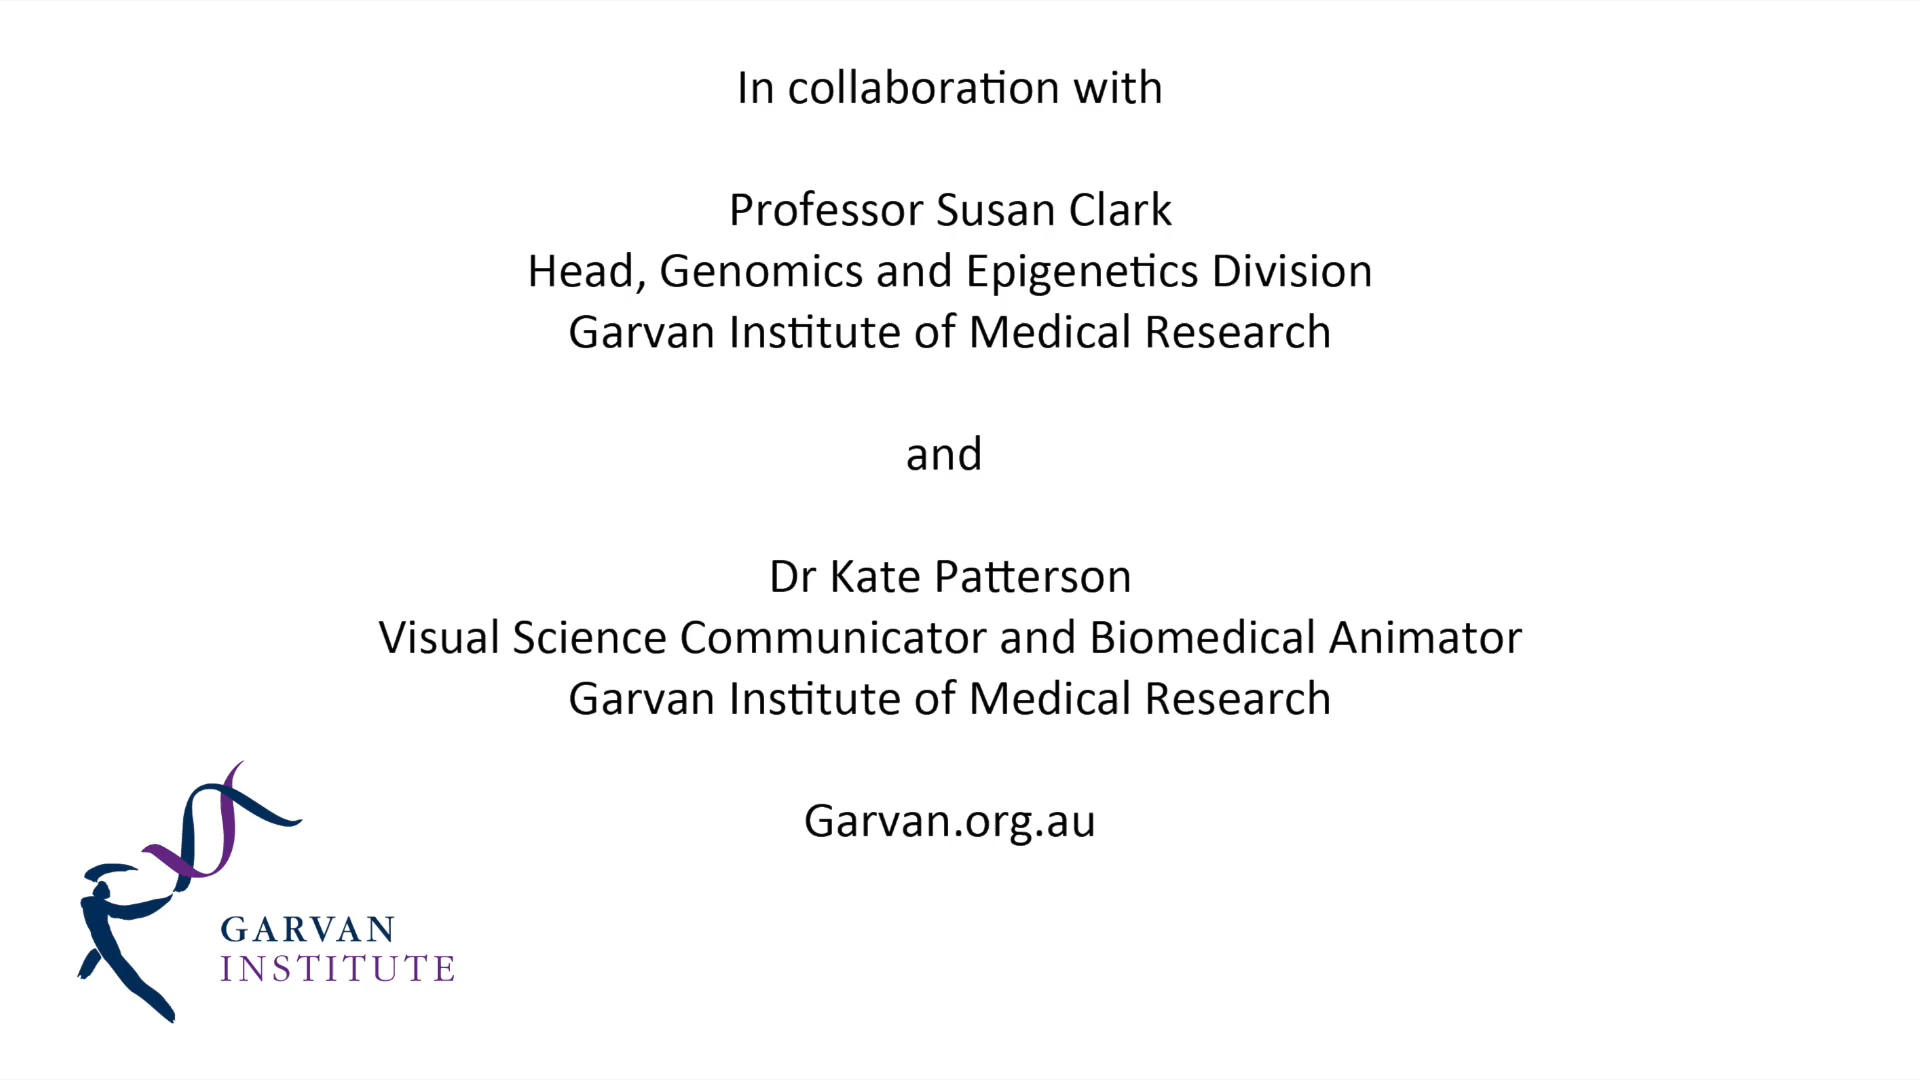 In collaboration with
Professor Susan Clark
Head, Genomics and Epigenetics Division
Garvan Institute of Medical Research
and
Dr Kate Patterson
Visual Science Communicator and Biomedical Animator
Garvan Institute of Medical Research
Garvan.org.au
GARVAN
INSTITUTE